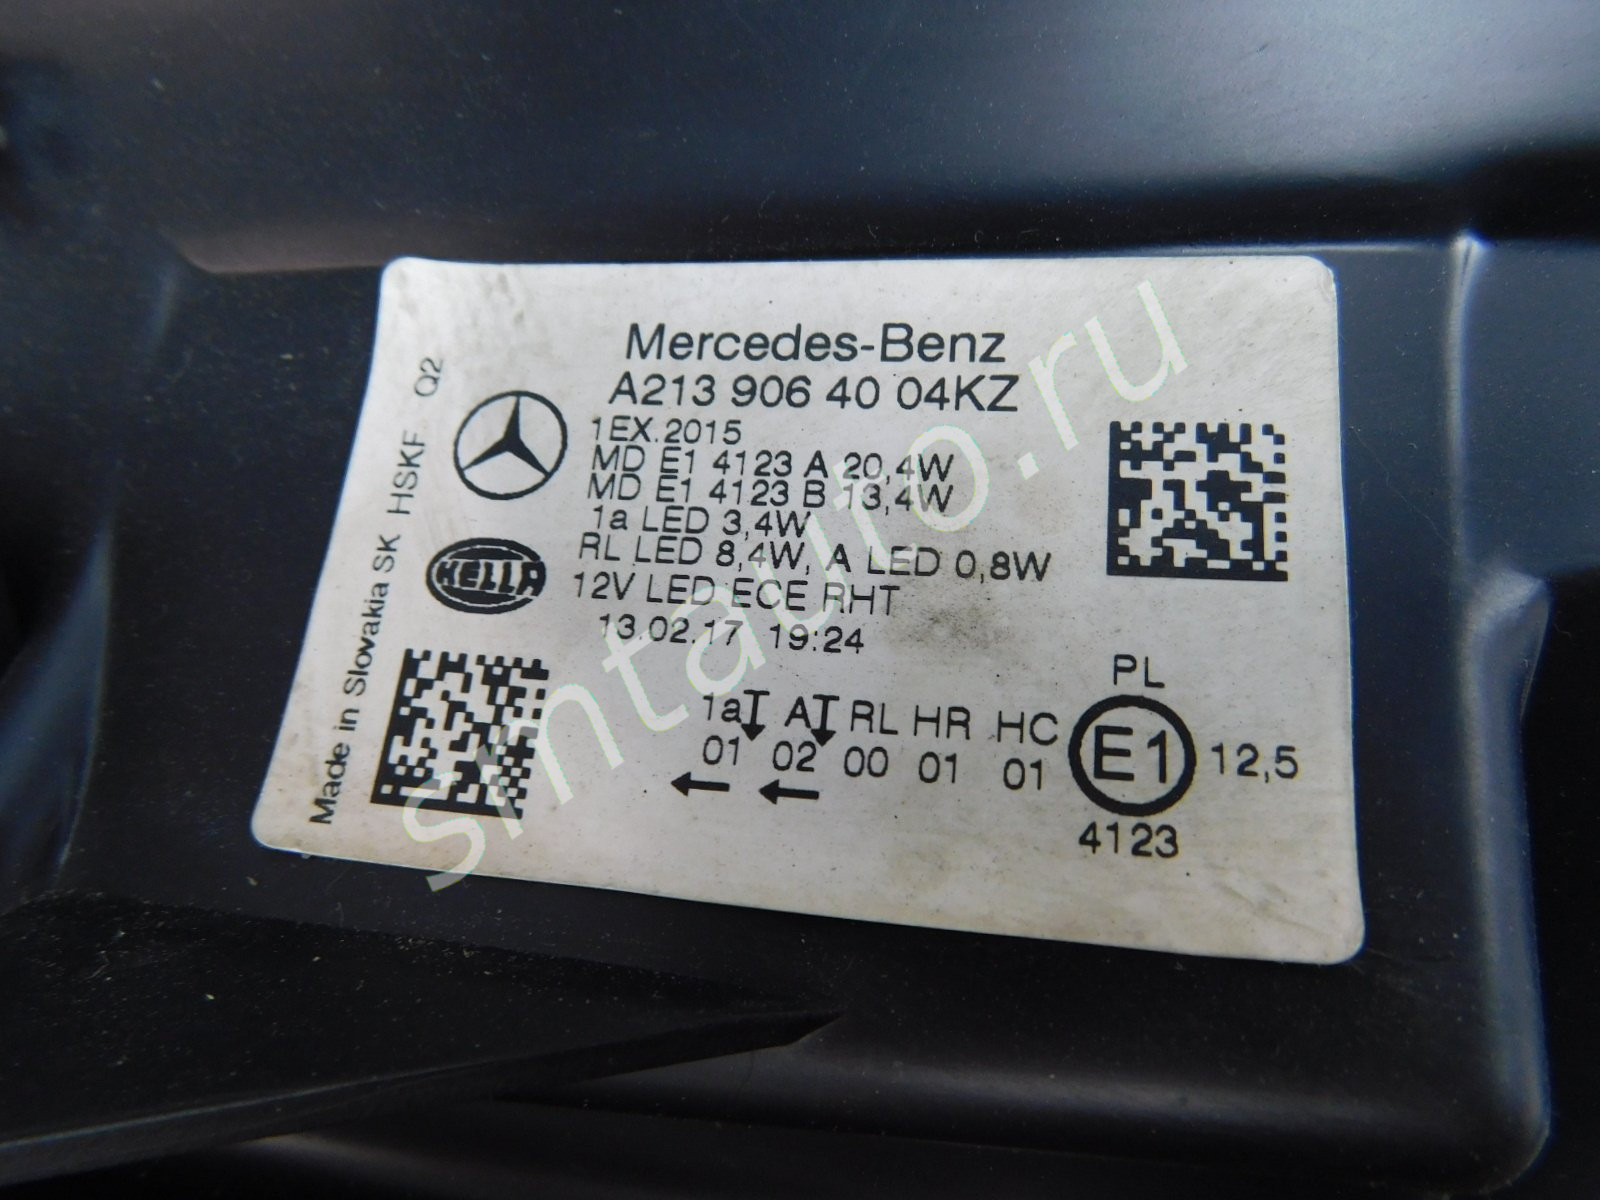 Mercedes-Benz
A213 906 40 04KZ
1EX.2015
MD E1 4123 A 20,4W
MD E1 4123 B 13,4W
1a LED 3,4W
RL LED 8,4W, A LED 0,8W
12V LED ECE RHT
13.02.17 19:24
HELLA
Made in Slovakia SK HSKF Q2
1a A RL HR HC
01 02 00 01 01
PL
E1 12,5
4123
smtauto.ru